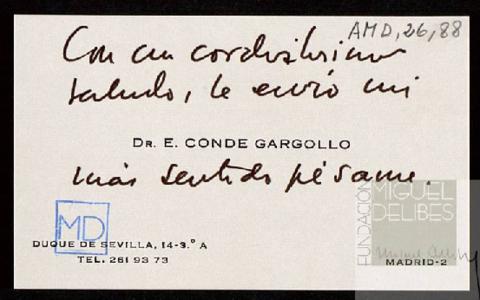 AMD, 26, 88
Con un cordialísimo
saludo, le envío mi
DR. E. CONDE GARGOLLO
más sentido pésame.
MD
DUQUE DE SEVILLA, 14-3.º A
TEL. 261 93 73
MADRID-2
FUNDACIÓN
MIGUEL
DELIBES